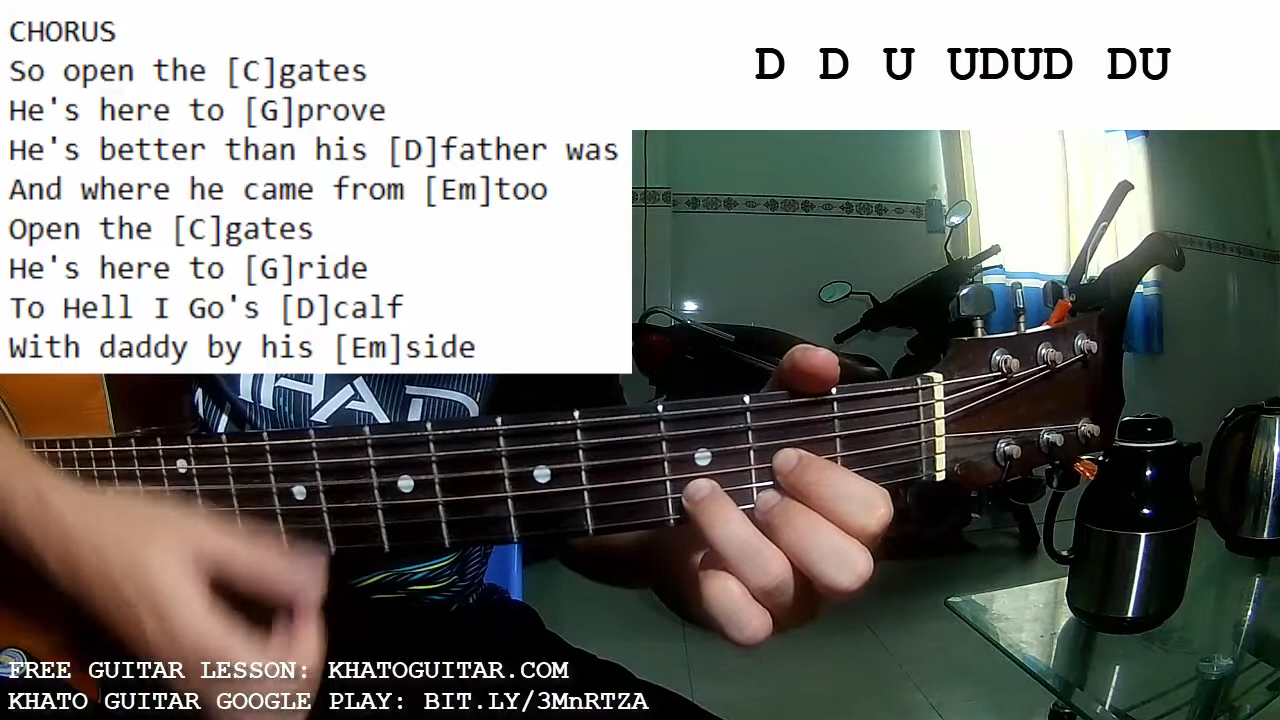 CHORUS
So open the [C]gates
He's here to [G]prove
He's better than his [D]father was
And where he came from [Em]too
Open the [C]gates
He's here to [G]ride
To Hell I Go's [D]calf
With daddy by his [Em]side
D D U UDUD DU
FREE GUITAR LESSON: KHATOGUITAR.COM
KHATO GUITAR GOOGLE PLAY: BIT.LY/3MnRTZA